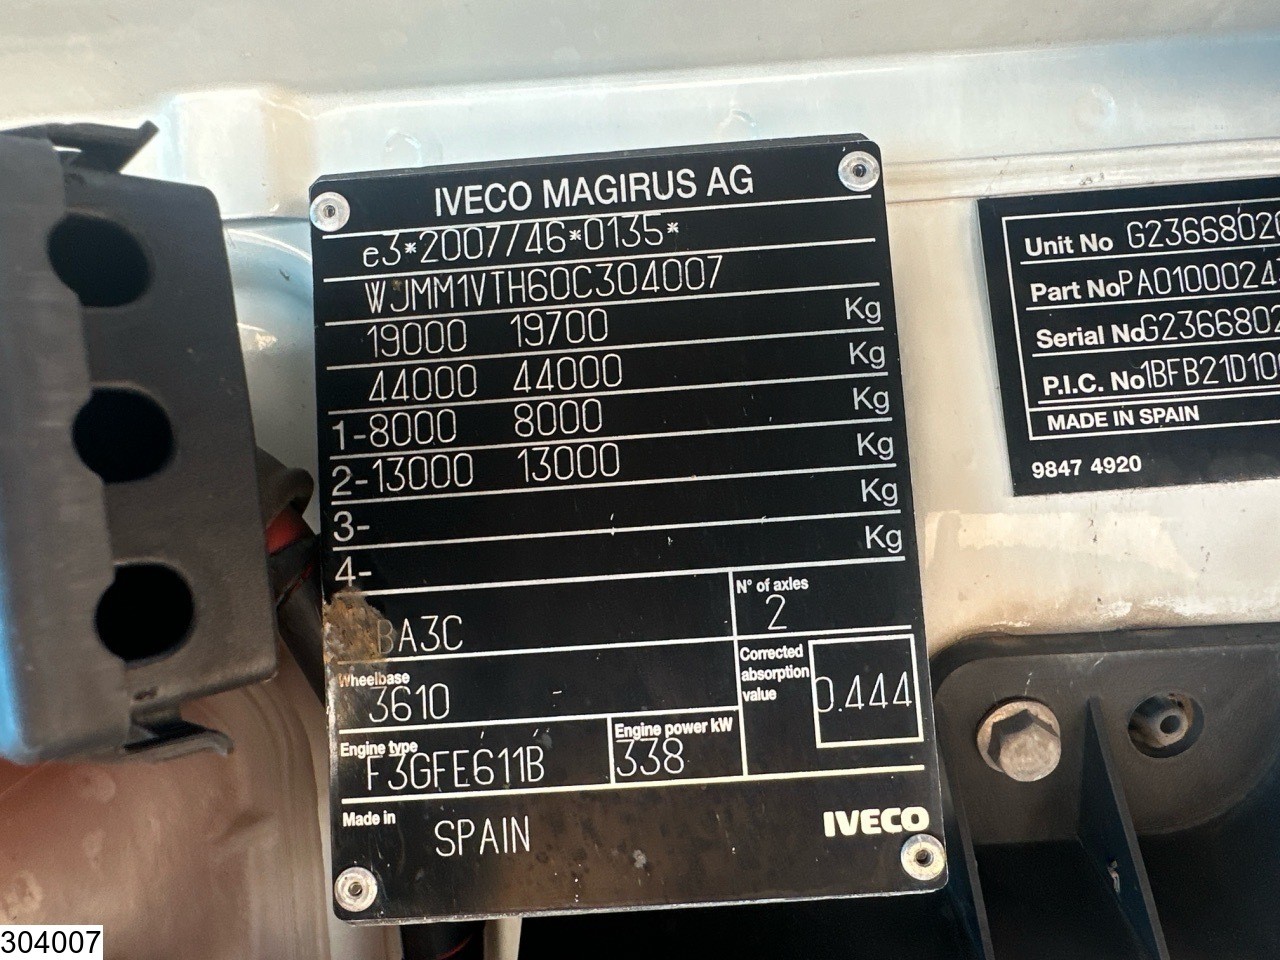 IVECO MAGIRUS AG
e3*2007/46*0135*
WJMM1VTH60C304007
19000 19700 Kg
44000 44000 Kg
1-8000 8000 Kg
2-13000 13000 Kg
3- Kg
4- Kg
BA3C
N° of axles
2
Wheelbase
3610
Corrected
absorption
value
0.444
Engine type
F3GFE611B
Engine power kW
338
Made in
SPAIN
IVECO
Unit No G23668020
Part No PA01000247
Serial No G2366802
P.I.C. No 1BFB21D10
MADE IN SPAIN
9847 4920
304007